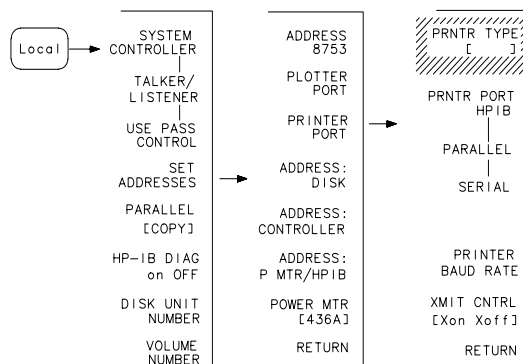 Local
SYSTEM
CONTROLLER
TALKER/
LISTENER
USE PASS
CONTROL
SET
ADDRESSES
PARALLEL
[COPY]
HP-IB DIAG
on OFF
DISK UNIT
NUMBER
VOLUME
NUMBER
ADDRESS
8753
PLOTTER
PORT
PRINTER
PORT
ADDRESS:
DISK
ADDRESS:
CONTROLLER
ADDRESS:
P MTR/HPIB
POWER MTR
[436A]
RETURN
PRNTR TYPE
[ ]
PRNTR PORT
HPIB
PARALLEL
SERIAL
PRINTER
BAUD RATE
XMIT CNTRL
[Xon Xoff]
RETURN